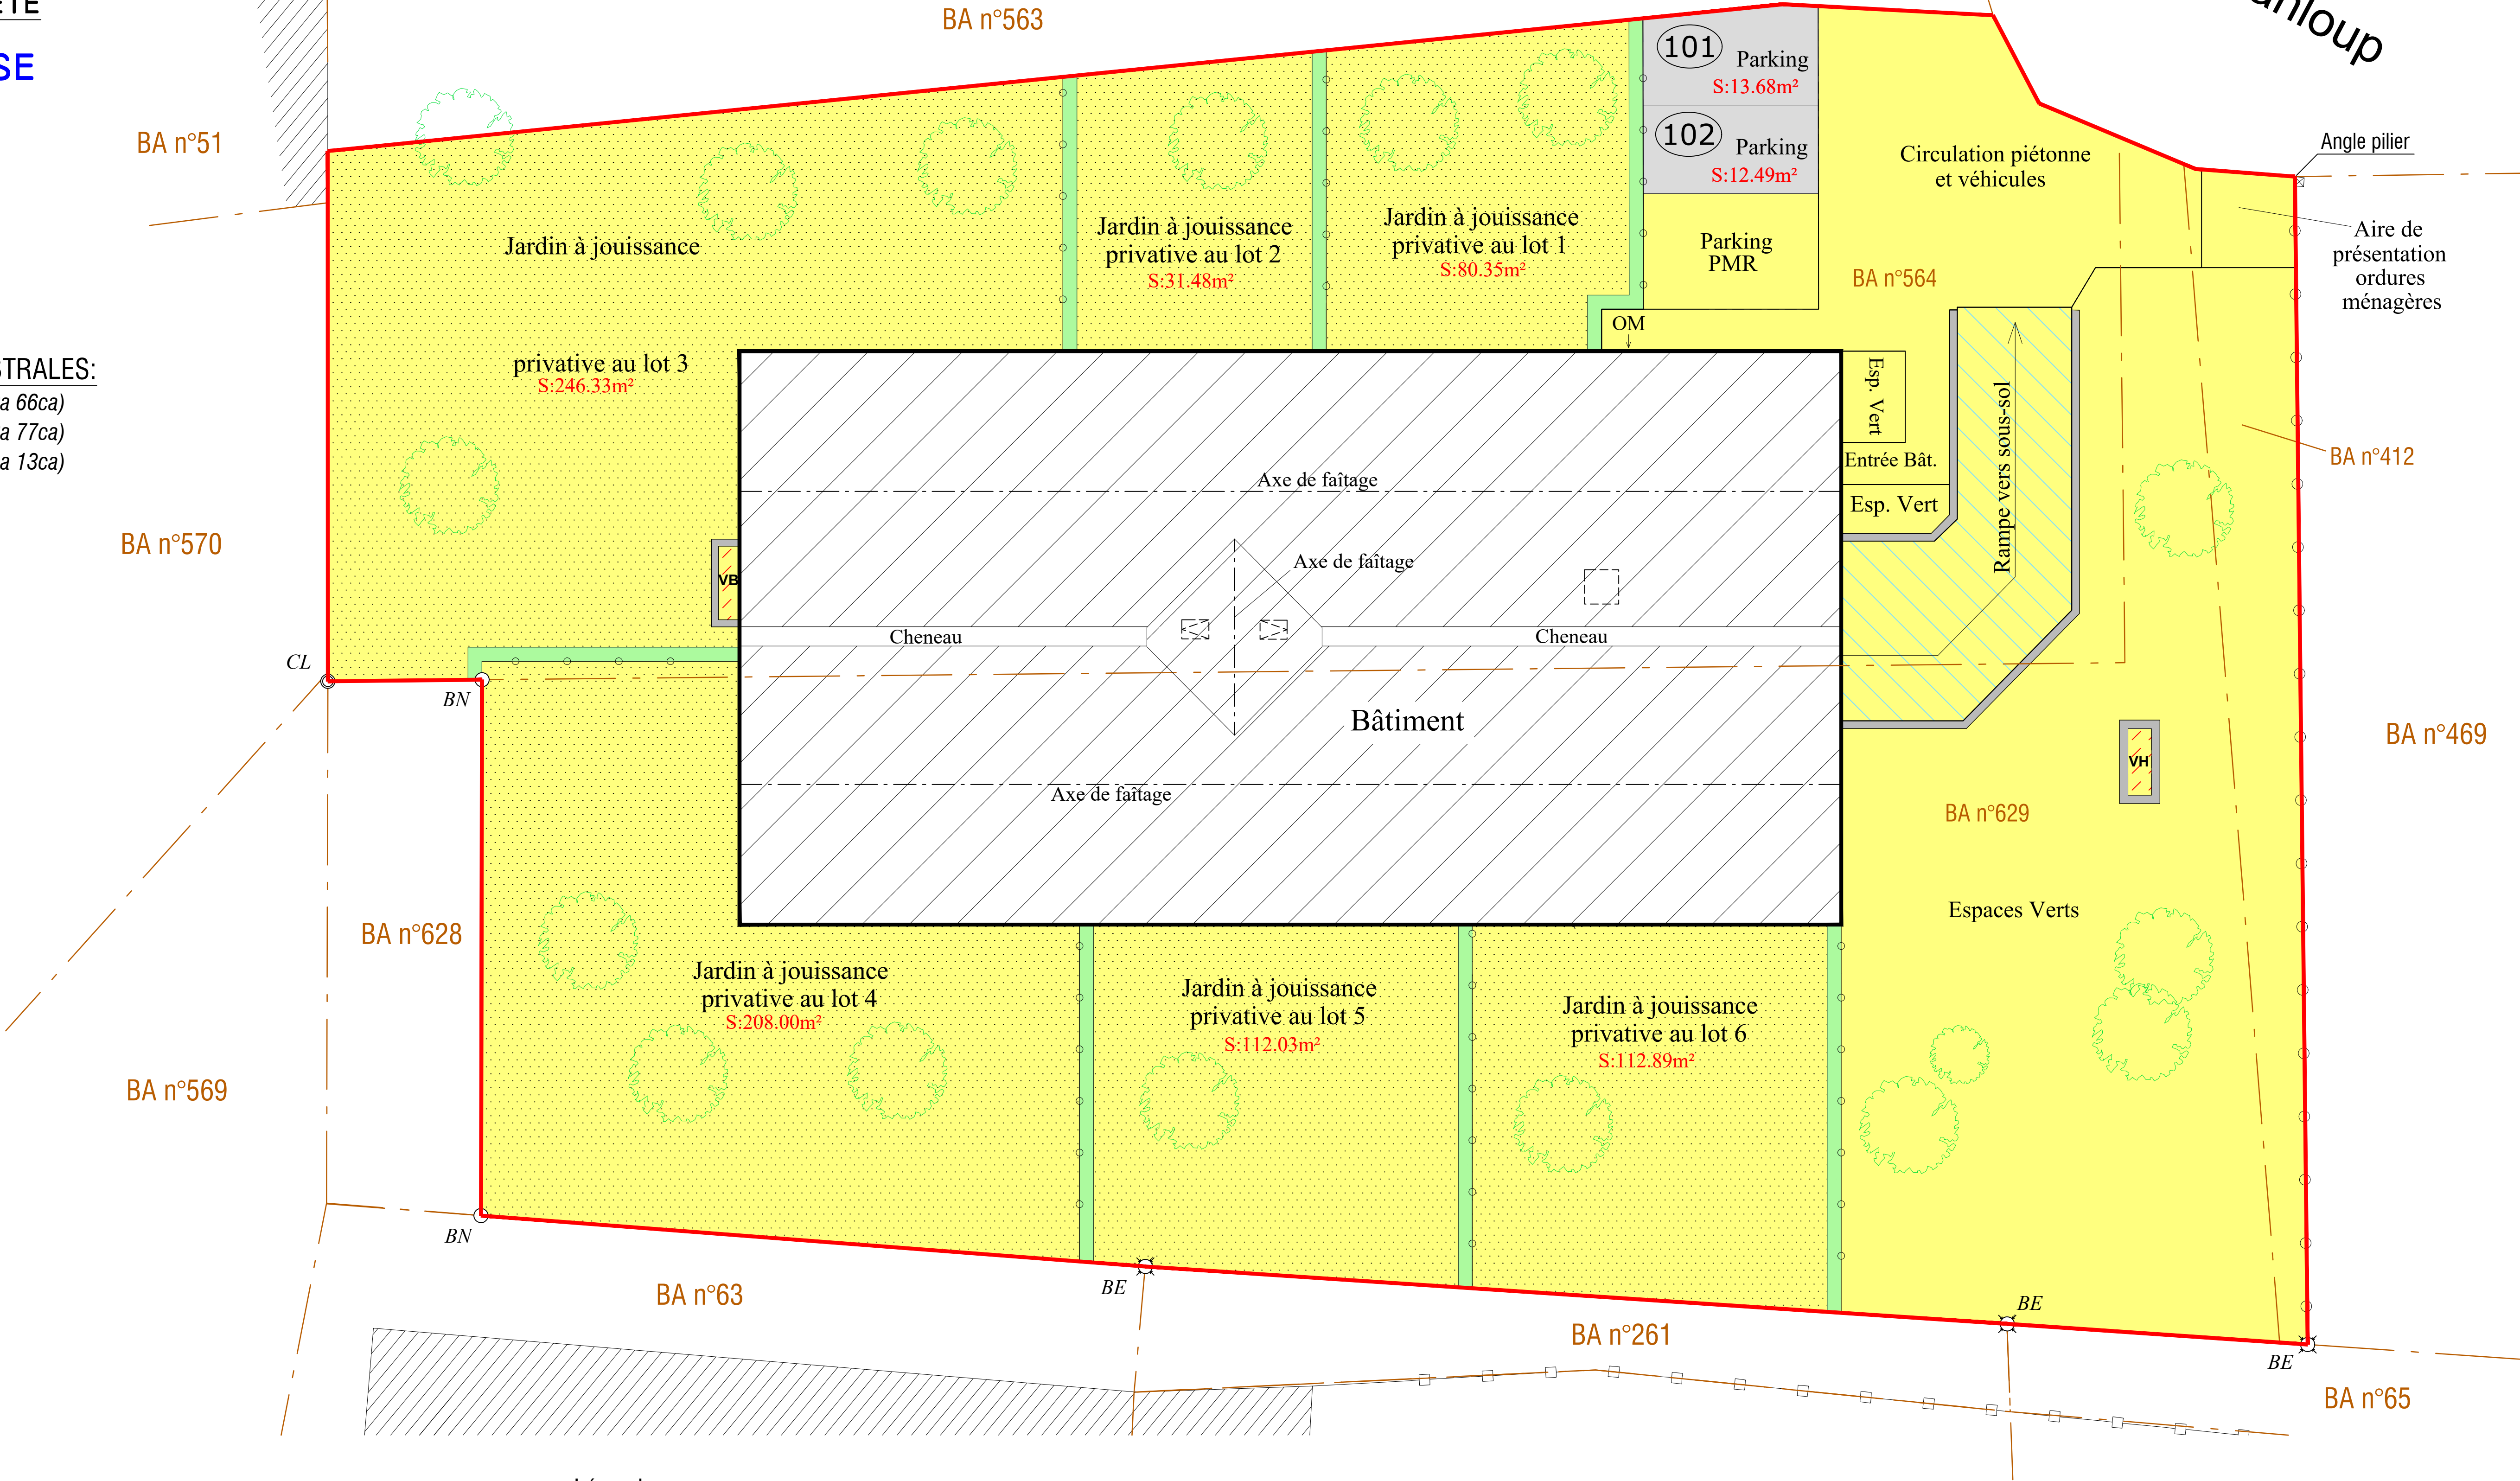 BA n°563
BA n°51
101
Parking
S:13.68m²
102
Parking
S:12.49m²
Parking
PMR
Circulation piétonne
et véhicules
Angle pilier
Aire de
présentation
ordures
ménagères
Jardin à jouissance
privative au lot 3
S:246.33m²
Jardin à jouissance
privative au lot 2
S:31.48m²
Jardin à jouissance
privative au lot 1
S:80.35m²
BA n°564
OM
STRALES:
a 66ca)
a 77ca)
a 13ca)
Esp. Vert
Entrée Bât.
Esp. Vert
Rampe vers sous-sol
BA n°412
Axe de faîtage
Axe de faîtage
BA n°570
VB
Cheneau
Cheneau
CL
BN
Bâtiment
BA n°469
VH
Axe de faîtage
BA n°629
Espaces Verts
BA n°628
Jardin à jouissance
privative au lot 4
S:208.00m²
Jardin à jouissance
privative au lot 5
S:112.03m²
Jardin à jouissance
privative au lot 6
S:112.89m²
BA n°569
BN
BE
BA n°63
BE
BA n°261
BE
BA n°65